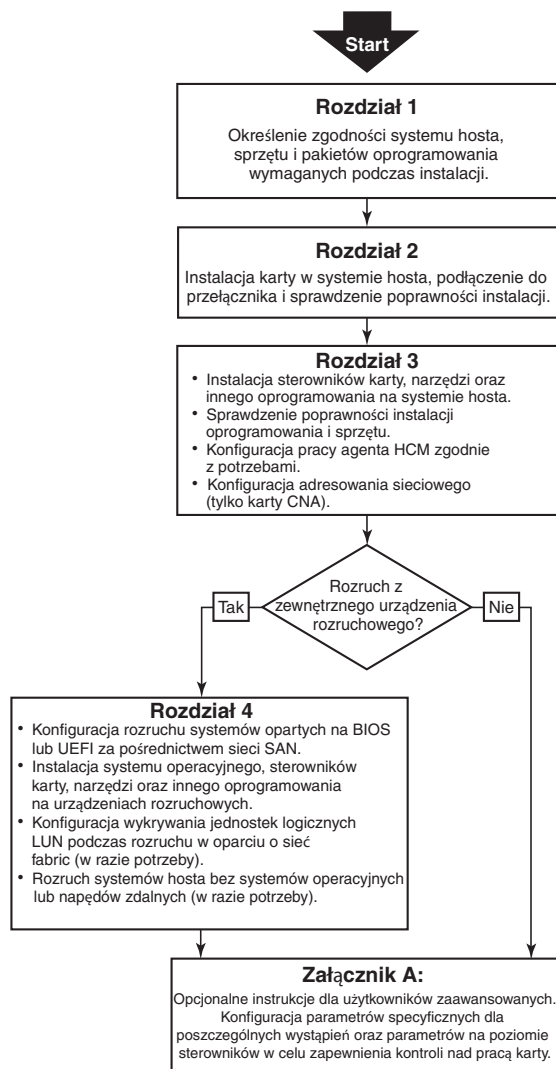 Start
Rozdział 1
Określenie zgodności systemu hosta,
sprzętu i pakietów oprogramowania
wymaganych podczas instalacji.
Rozdział 2
Instalacja karty w systemie hosta, podłączenie do
przełącznika i sprawdzenie poprawności instalacji.
Rozdział 3
• Instalacja sterowników karty, narzędzi oraz
innego oprogramowania na systemie hosta.
• Sprawdzenie poprawności instalacji
oprogramowania i sprzętu.
• Konfiguracja pracy agenta HCM zgodnie
z potrzebami.
• Konfiguracja adresowania sieciowego
(tylko karty CNA).
Rozruch z
zewnętrznego urządzenia
rozruchowego?
Tak
Nie
Rozdział 4
• Konfiguracja rozruchu systemów opartych na BIOS
lub UEFI za pośrednictwem sieci SAN.
• Instalacja systemu operacyjnego, sterowników
karty, narzędzi oraz innego oprogramowania
na urządzeniach rozruchowych.
• Konfiguracja wykrywania jednostek logicznych
LUN podczas rozruchu w oparciu o sieć
fabric (w razie potrzeby).
• Rozruch systemów hosta bez systemów operacyjnych
lub napędów zdalnych (w razie potrzeby).
Załącznik A:
Opcjonalne instrukcje dla użytkowników zaawansowanych.
Konfiguracja parametrów specyficznych dla
poszczególnych wystąpień oraz parametrów na poziomie
sterowników w celu zapewnienia kontroli nad pracą karty.